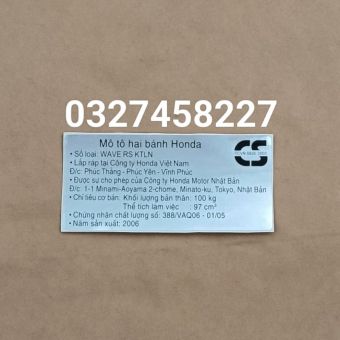 0327458227
Mô tô hai bánh Honda
• Số loại: WAVE RS KTLN
• Lắp ráp tại Công ty Honda Việt Nam
Đ/c: Phúc Thắng - Phúc Yên - Vĩnh Phúc
• Được sự cho phép của Công ty Honda Motor Nhật Bản
Đ/c: 1-1 Minami-Aoyama 2-chome, Minato-ku, Tokyo, Nhật Bản
• Chỉ tiêu cơ bản: Khối lượng bản thân: 100 kg
Thể tích làm việc : 97 cm³
• Chứng nhận chất lượng số: 388/VAQ06 - 01/05
• Năm sản xuất: 2006
CS